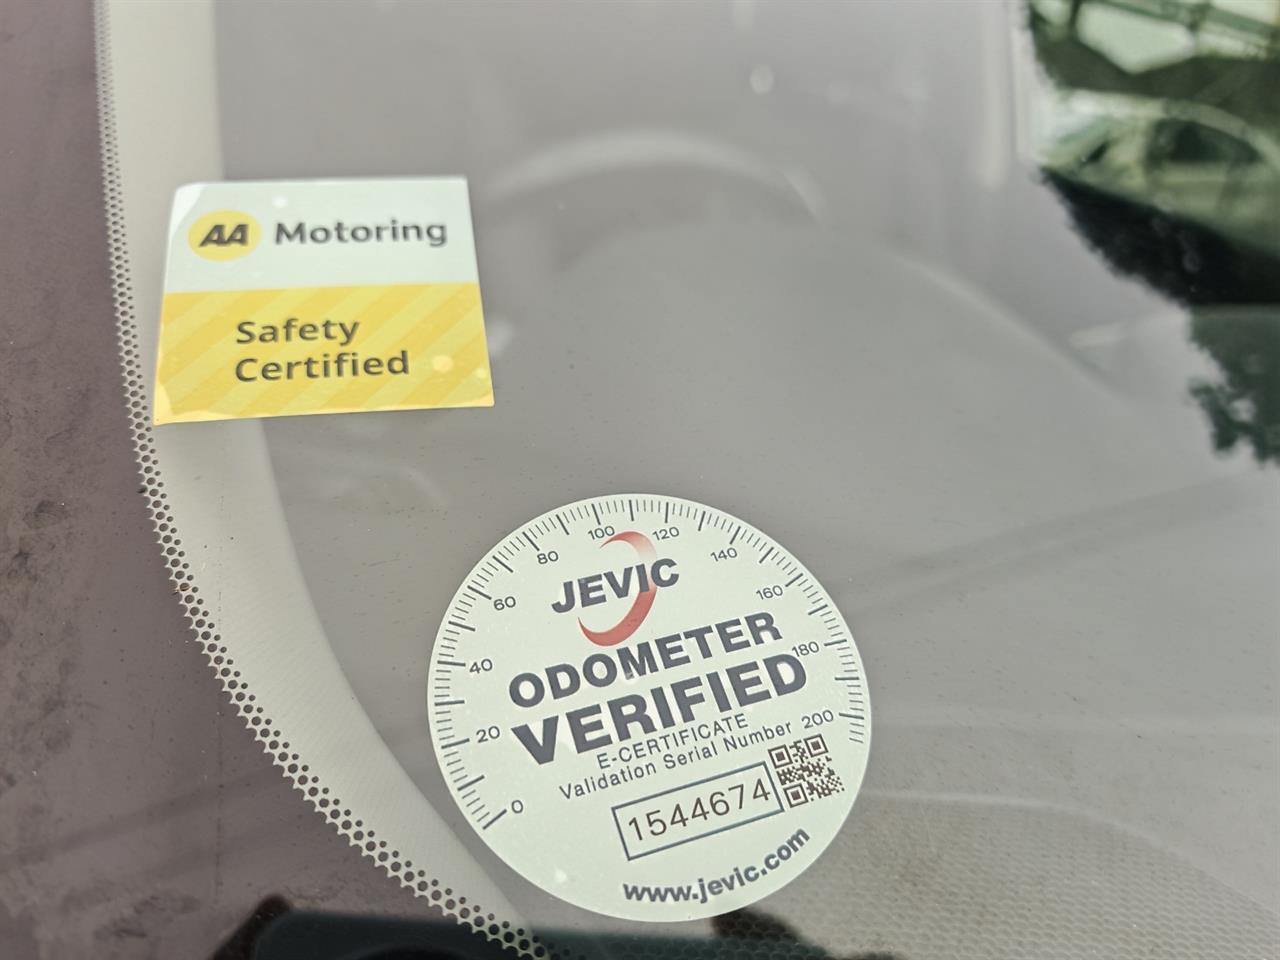 AA Motoring
Safety
Certified
0
20
40
60
80
100
120
140
160
180
200
JEVIC
ODOMETER
VERIFIED
E-CERTIFICATE
Validation Serial Number
1544674
www.jevic.com